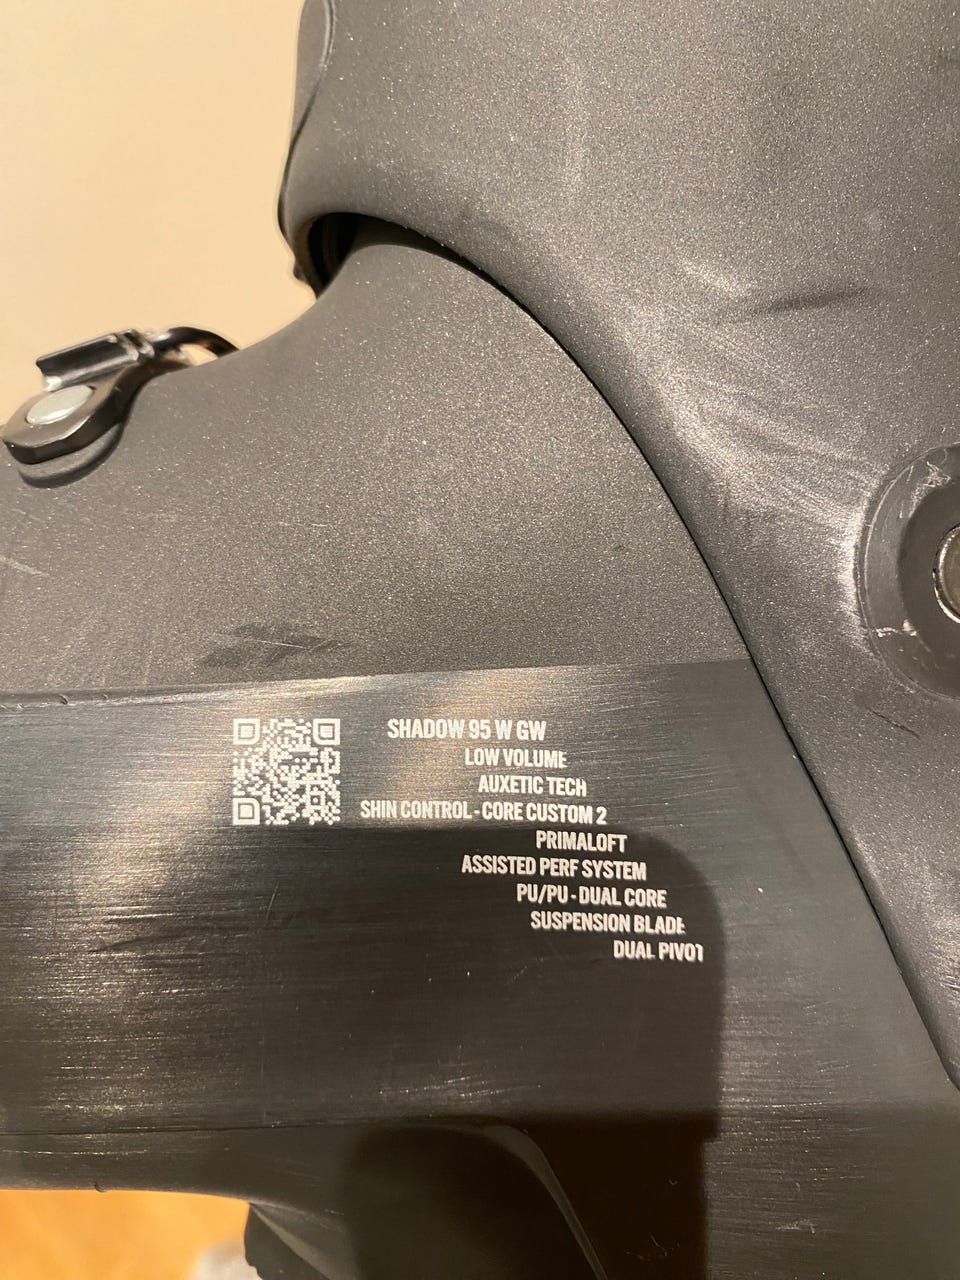 SHADOW 95 W GW
LOW VOLUME
AUXETIC TECH
SHIN CONTROL - CORE CUSTOM 2
PRIMALOFT
ASSISTED PERF SYSTEM
PU/PU - DUAL CORE
SUSPENSION BLADE
DUAL PIVOT